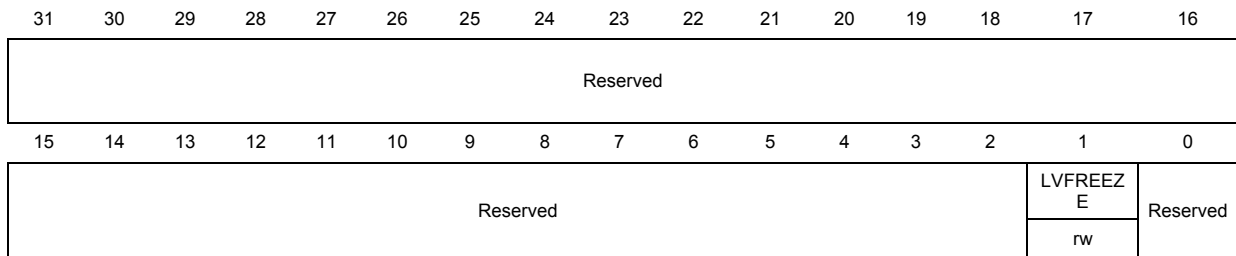 31 30 29 28 27 26 25 24 23 22 21 20 19 18 17 16
Reserved
15 14 13 12 11 10 9 8 7 6 5 4 3 2 1 0
Reserved
LVFREEZ
E
rw
Reserved